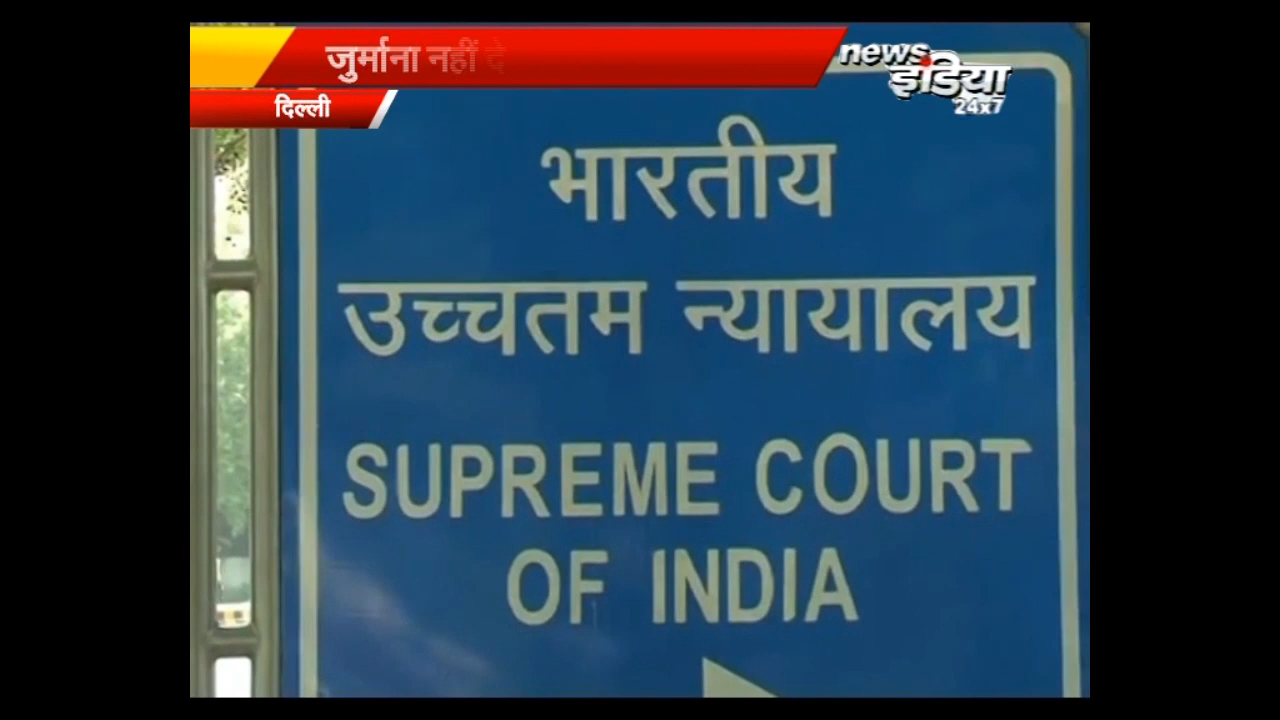 जुर्माना नहीं
news
इंडिया
24x7
दिल्ली
भारतीय
उच्चतम न्यायालय
SUPREME COURT
OF INDIA